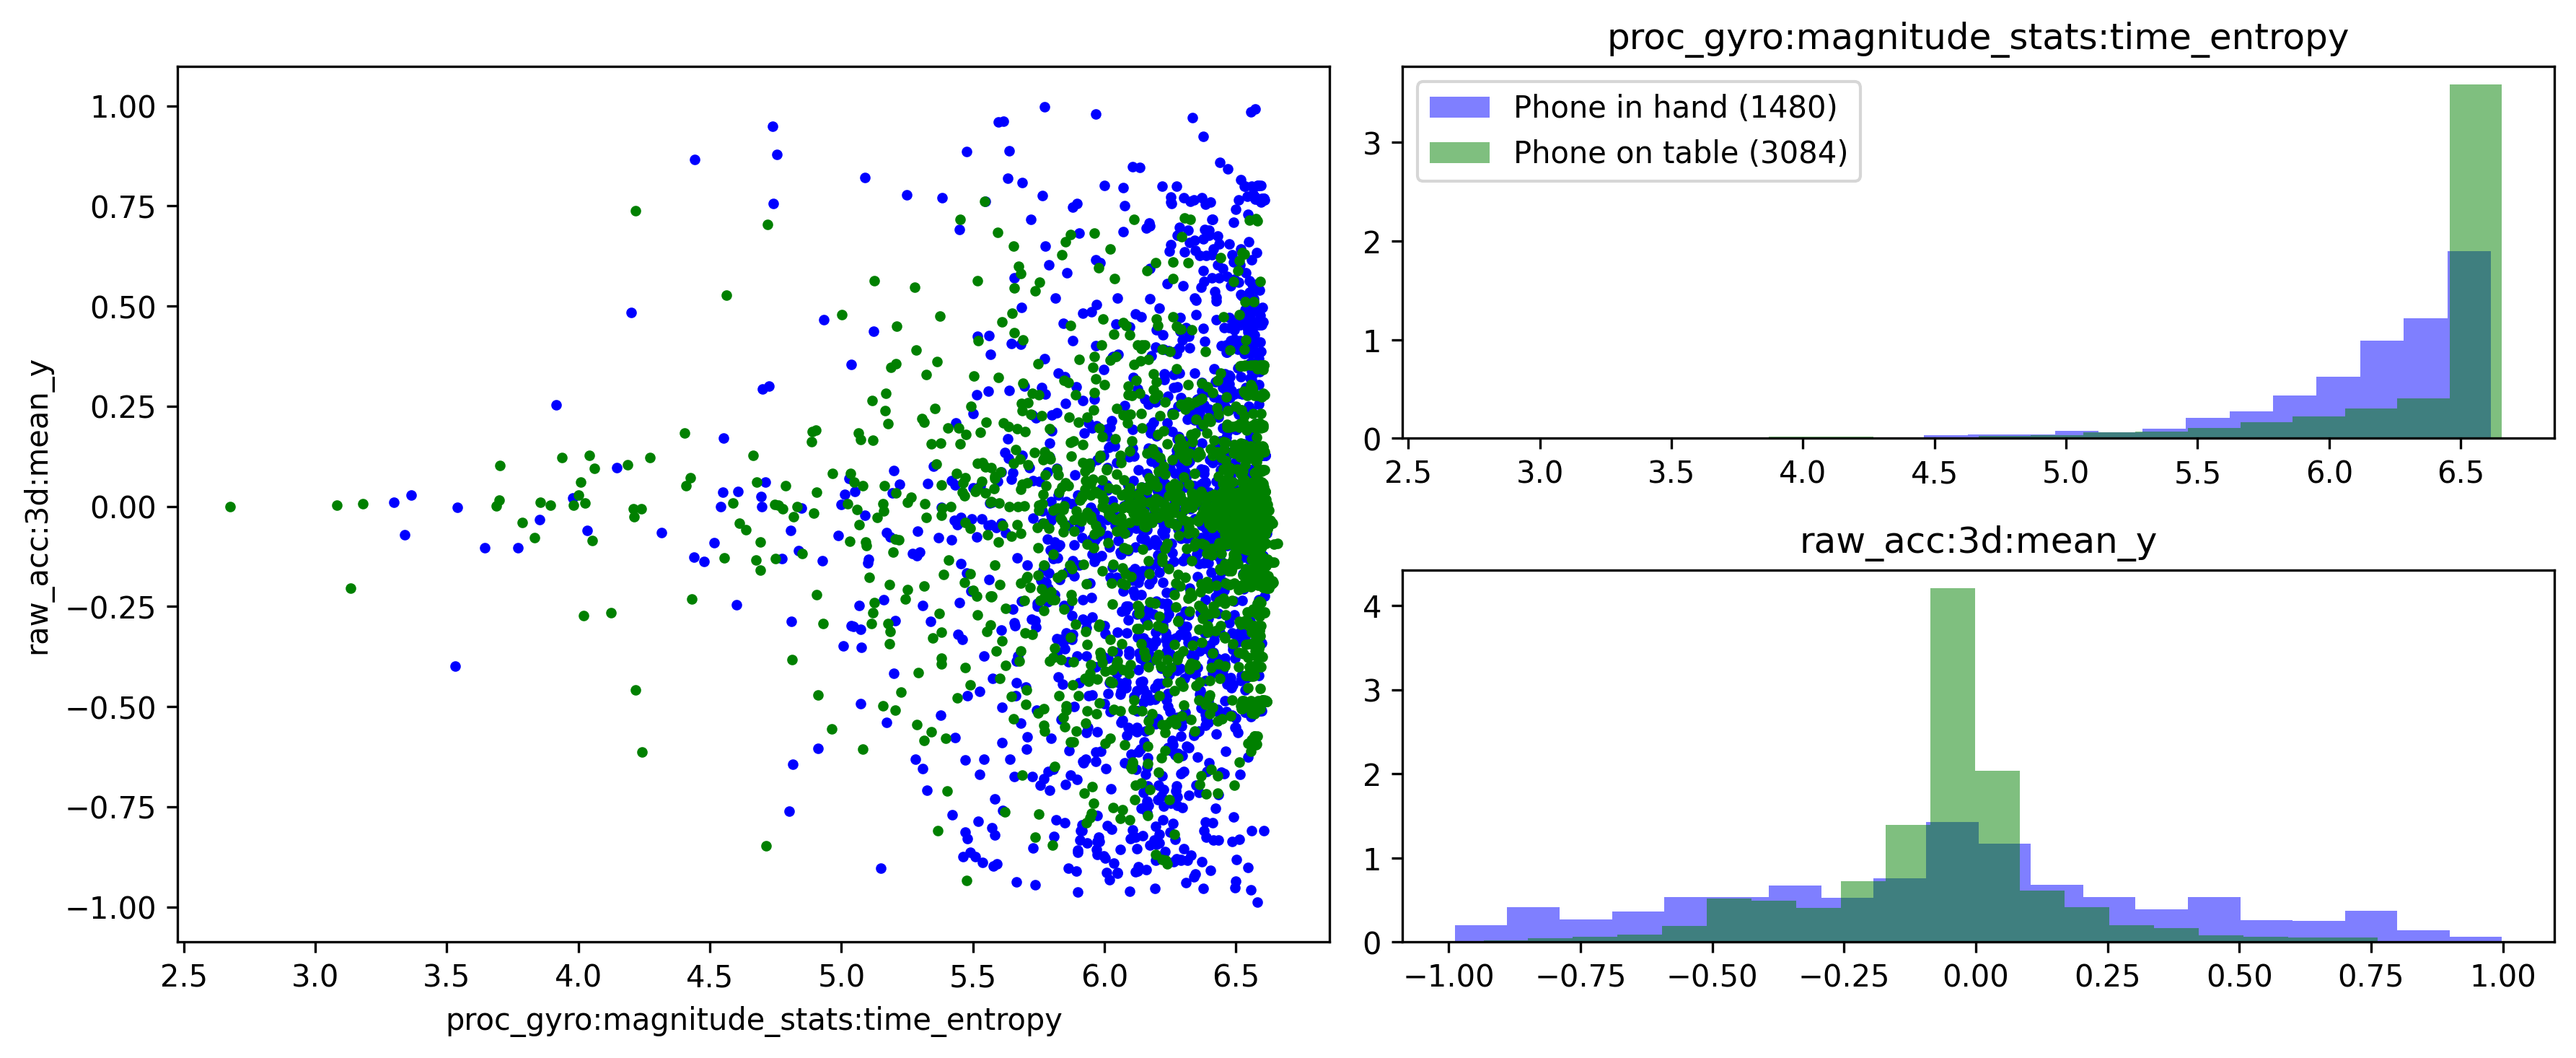 1.00
0.75
0.50
0.25
0.00
−0.25
−0.50
−0.75
−1.00
raw_acc:3d:mean_y
2.5 3.0 3.5 4.0 4.5 5.0 5.5 6.0 6.5
proc_gyro:magnitude_stats:time_entropy
proc_gyro:magnitude_stats:time_entropy
Phone in hand (1480)
Phone on table (3084)
3
2
1
0
2.5 3.0 3.5 4.0 4.5 5.0 5.5 6.0 6.5
raw_acc:3d:mean_y
4
3
2
1
0
−1.00 −0.75 −0.50 −0.25 0.00 0.25 0.50 0.75 1.00